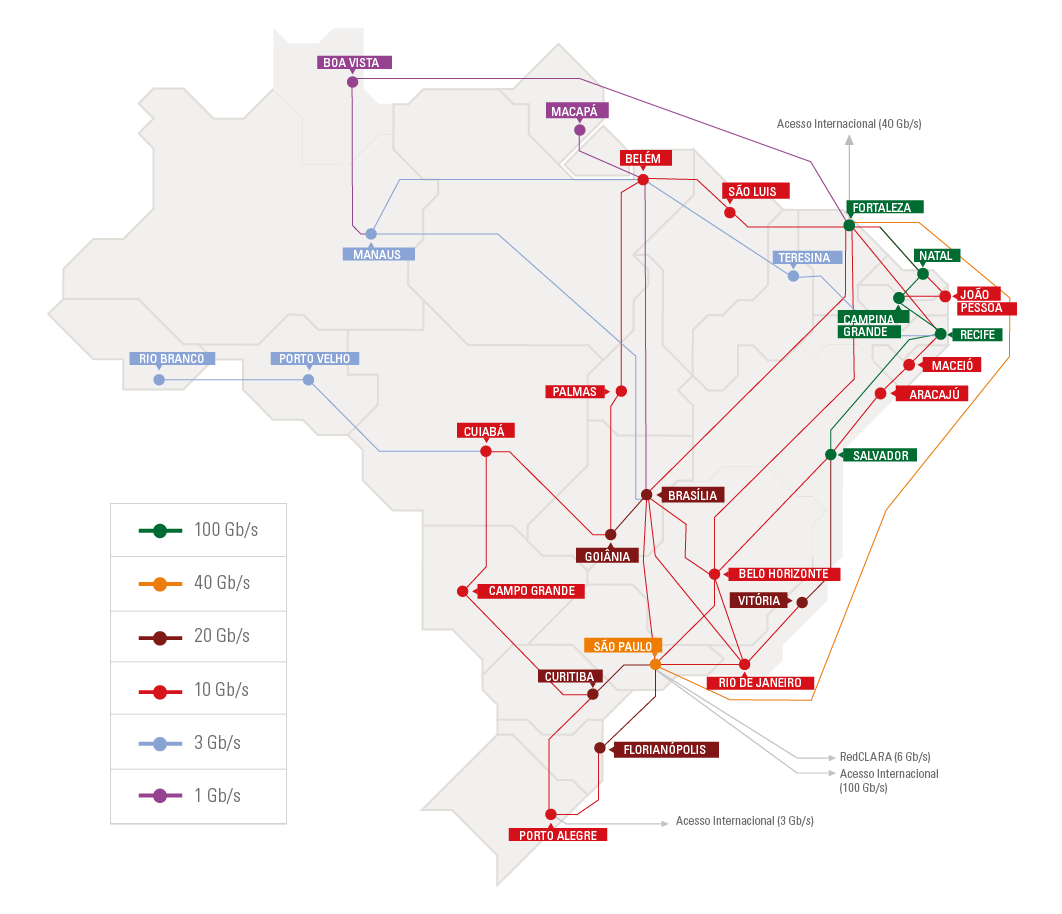 BOA VISTA
MACAPÁ
Acesso Internacional (40 Gb/s)
BELÉM
SÃO LUIS
FORTALEZA
MANAUS
TERESINA
NATAL
JOÃO
PESSOA
CAMPINA
GRANDE
RECIFE
RIO BRANCO
PORTO VELHO
MACEIÓ
PALMAS
ARACAJÚ
CUIABÁ
SALVADOR
BRASÍLIA
100 Gb/s
GOIÂNIA
BELO HORIZONTE
40 Gb/s
CAMPO GRANDE
VITÓRIA
20 Gb/s
SÃO PAULO
CURITIBA
RIO DE JANEIRO
10 Gb/s
3 Gb/s
FLORIANÓPOLIS
RedCLARA (6 Gb/s)
Acesso Internacional
(100 Gb/s)
1 Gb/s
Acesso Internacional (3 Gb/s)
PORTO ALEGRE